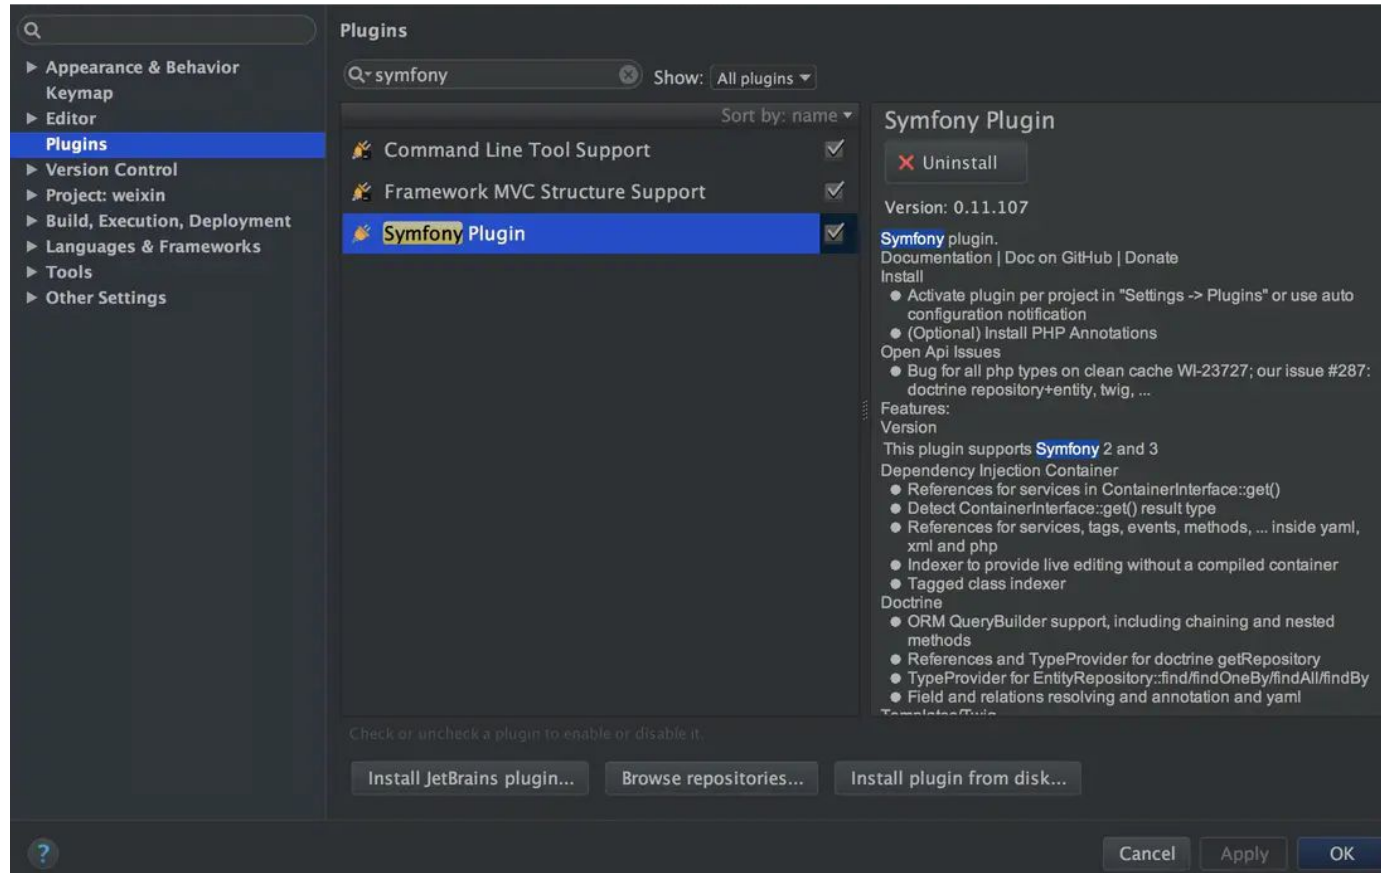 Plugins
Appearance & Behavior
Keymap
Editor
Plugins
Version Control
Project: weixin
Build, Execution, Deployment
Languages & Frameworks
Tools
Other Settings
symfony
Show: All plugins
Sort by: name
Command Line Tool Support
Framework MVC Structure Support
Symfony Plugin
Check or uncheck a plugin to enable or disable it.
Install JetBrains plugin...
Browse repositories...
Install plugin from disk...
Symfony Plugin
Uninstall
Version: 0.11.107
Symfony plugin.
Documentation | Doc on GitHub | Donate
Install
Activate plugin per project in "Settings -> Plugins" or use auto
configuration notification
(Optional) Install PHP Annotations
Open Api Issues
Bug for all php types on clean cache WI-23727; our issue #287:
doctrine repository+entity, twig, ...
Features:
Version
This plugin supports Symfony 2 and 3
Dependency Injection Container
References for services in ContainerInterface::get()
Detect ContainerInterface::get() result type
References for services, tags, events, methods, ... inside yaml,
xml and php
Indexer to provide live editing without a compiled container
Tagged class indexer
Doctrine
ORM QueryBuilder support, including chaining and nested
methods
References and TypeProvider for doctrine getRepository
TypeProvider for EntityRepository::find/findOneBy/findAll/findBy
Field and relations resolving and annotation and yaml
Templates/Twig
?
Cancel
Apply
OK